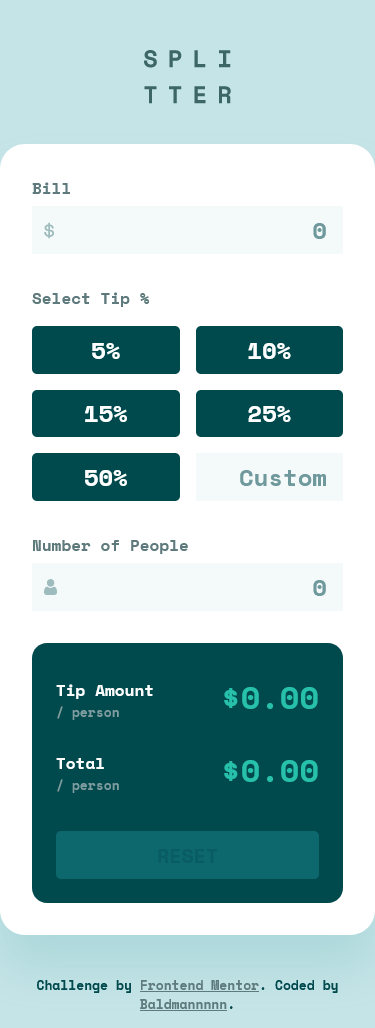 SPLI
TTER
Bill
$ 0
Select Tip %
5% 10%
15% 25%
50% Custom
Number of People
0
Tip Amount $0.00
/ person
Total $0.00
/ person
RESET
Challenge by Frontend Mentor. Coded by
Baldmannnnn.